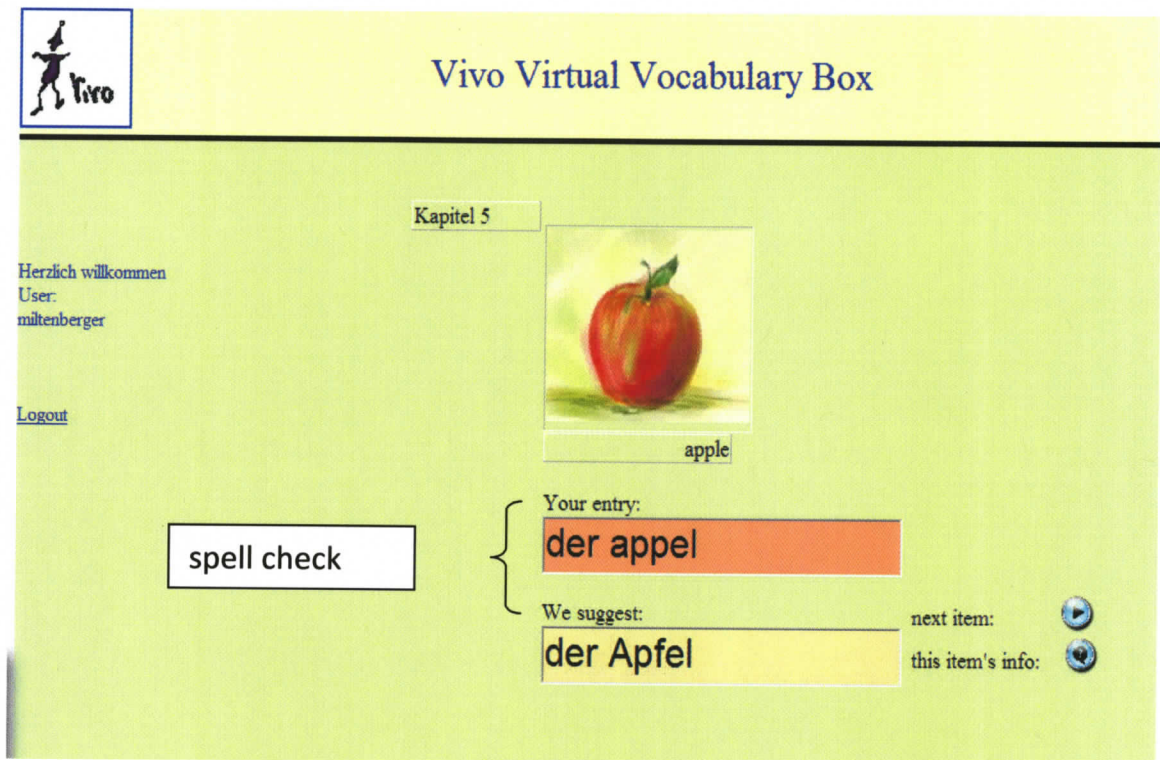 Vivo
Vivo Virtual Vocabulary Box
Kapitel 5
Herzlich willkommen
User:
miltenberger
Logout
apple
spell check
Your entry:
der appel
We suggest:
der Apfel
next item:
this item's info: